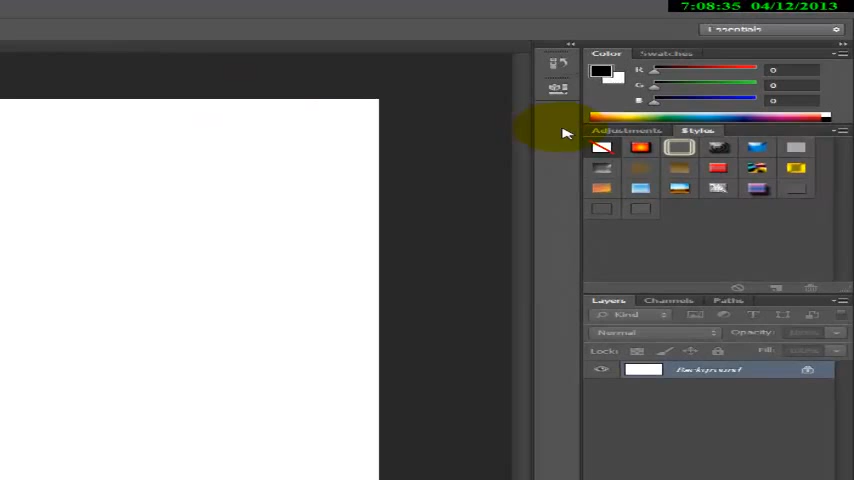 7:08:35 04/12/2013
Essentials
Color Swatches
R 0
G 0
B 0
Adjustments Styles
Layers Channels Paths
Kind
Normal Opacity:
Lock: Fill:
Background